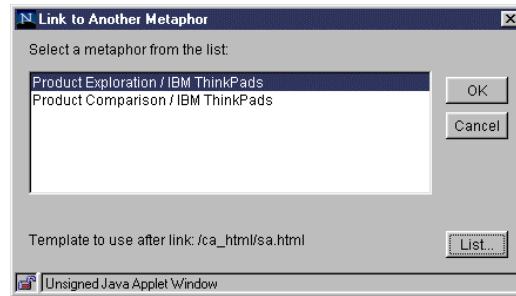 N Link to Another Metaphor
Select a metaphor from the list:
Product Exploration / IBM ThinkPads
Product Comparison / IBM ThinkPads
OK
Cancel
Template to use after link: /ca_html/sa.html
List...
Unsigned Java Applet Window